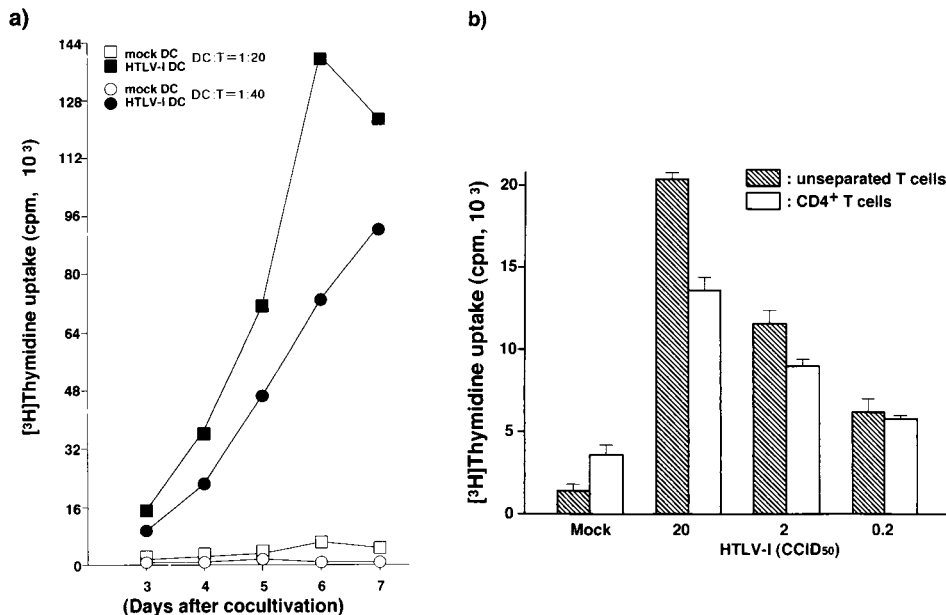 a)
[³H]Thymidine uptake (cpm, 10³)
144
128
112
96
80
64
48
32
16
0
mock DC
HTLV-I DC
DC:T=1:20
mock DC
HTLV-I DC
DC:T=1:40
3 4 5 6 7
(Days after cocultivation)
b)
[³H]Thymidine uptake (cpm, 10³)
20
15
10
5
0
: unseparated T cells
: CD4⁺ T cells
Mock 20 2 0.2
HTLV-I (CCID₅₀)